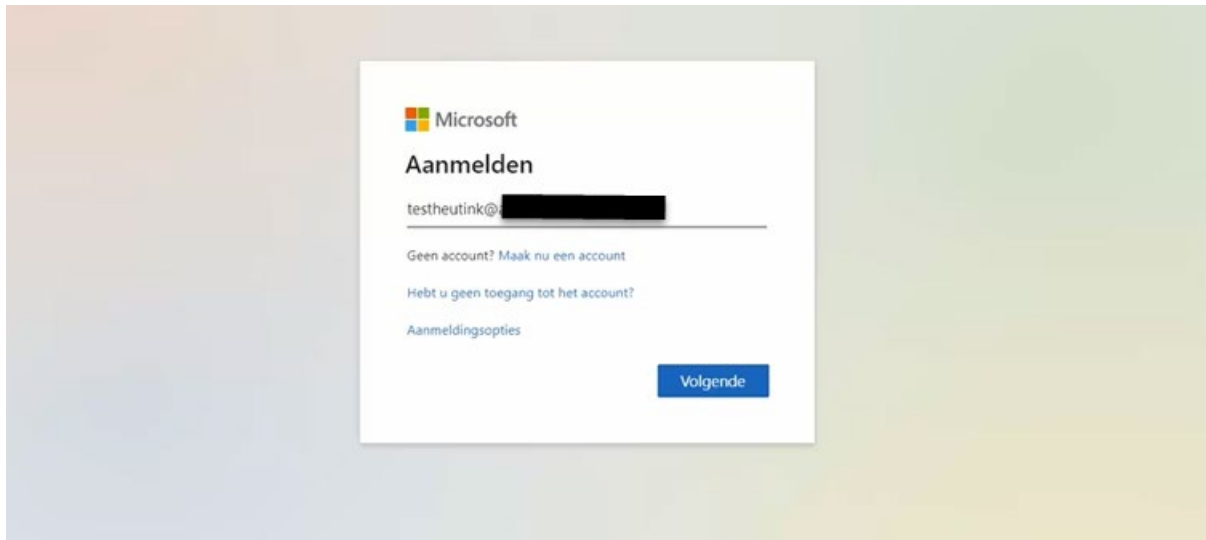 Microsoft
Aanmelden
testheutink@
Geen account? Maak nu een account
Hebt u geen toegang tot het account?
Aanmeldingsopties
Volgende